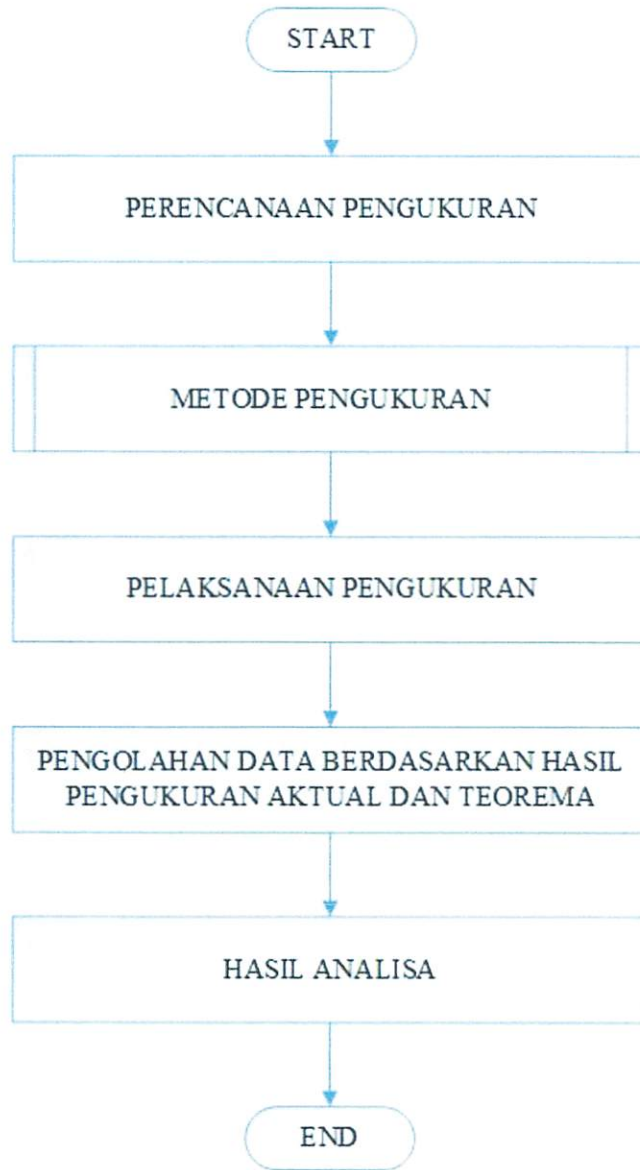 START
PERENCANAAN PENGUKURAN
METODE PENGUKURAN
PELAKSANAAN PENGUKURAN
PENGOLAHAN DATA BERDASARKAN HASIL
PENGUKURAN AKTUAL DAN TEOREMA
HASIL ANALISA
END